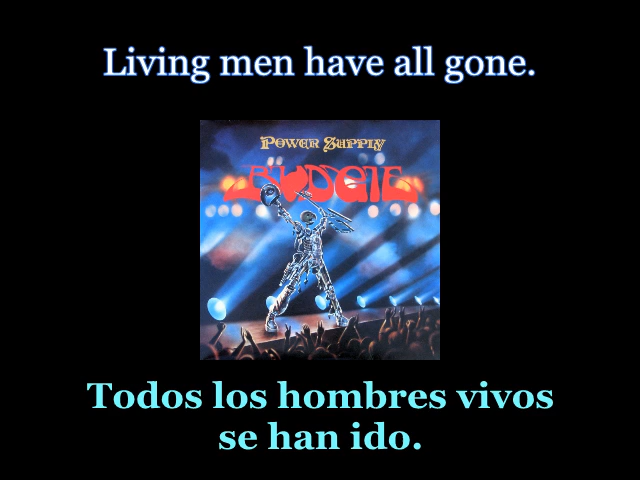 Living men have all gone.
POWER SUPPLY
BUDGIE
Todos los hombres vivos
se han ido.